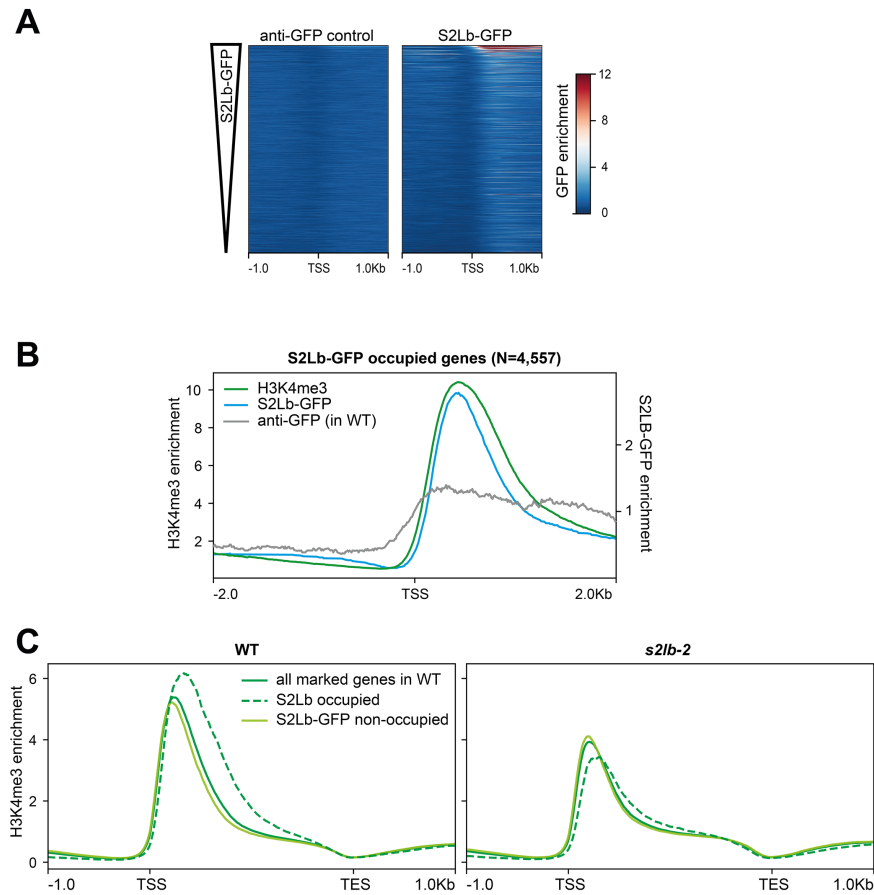 A
anti-GFP control
S2Lb-GFP
S2Lb-GFP
12
8
4
0
GFP enrichment
-1.0
TSS
1.0Kb
-1.0
TSS
1.0Kb
B
S2Lb-GFP occupied genes (N=4,557)
H3K4me3
S2Lb-GFP
anti-GFP (in WT)
10
8
6
4
2
H3K4me3 enrichment
2
1
S2LB-GFP enrichment
-2.0
TSS
2.0Kb
C
WT
s2lb-2
all marked genes in WT
S2Lb occupied
S2Lb-GFP non-occupied
6
4
2
0
H3K4me3 enrichment
-1.0
TSS
TES
1.0Kb
-1.0
TSS
TES
1.0Kb